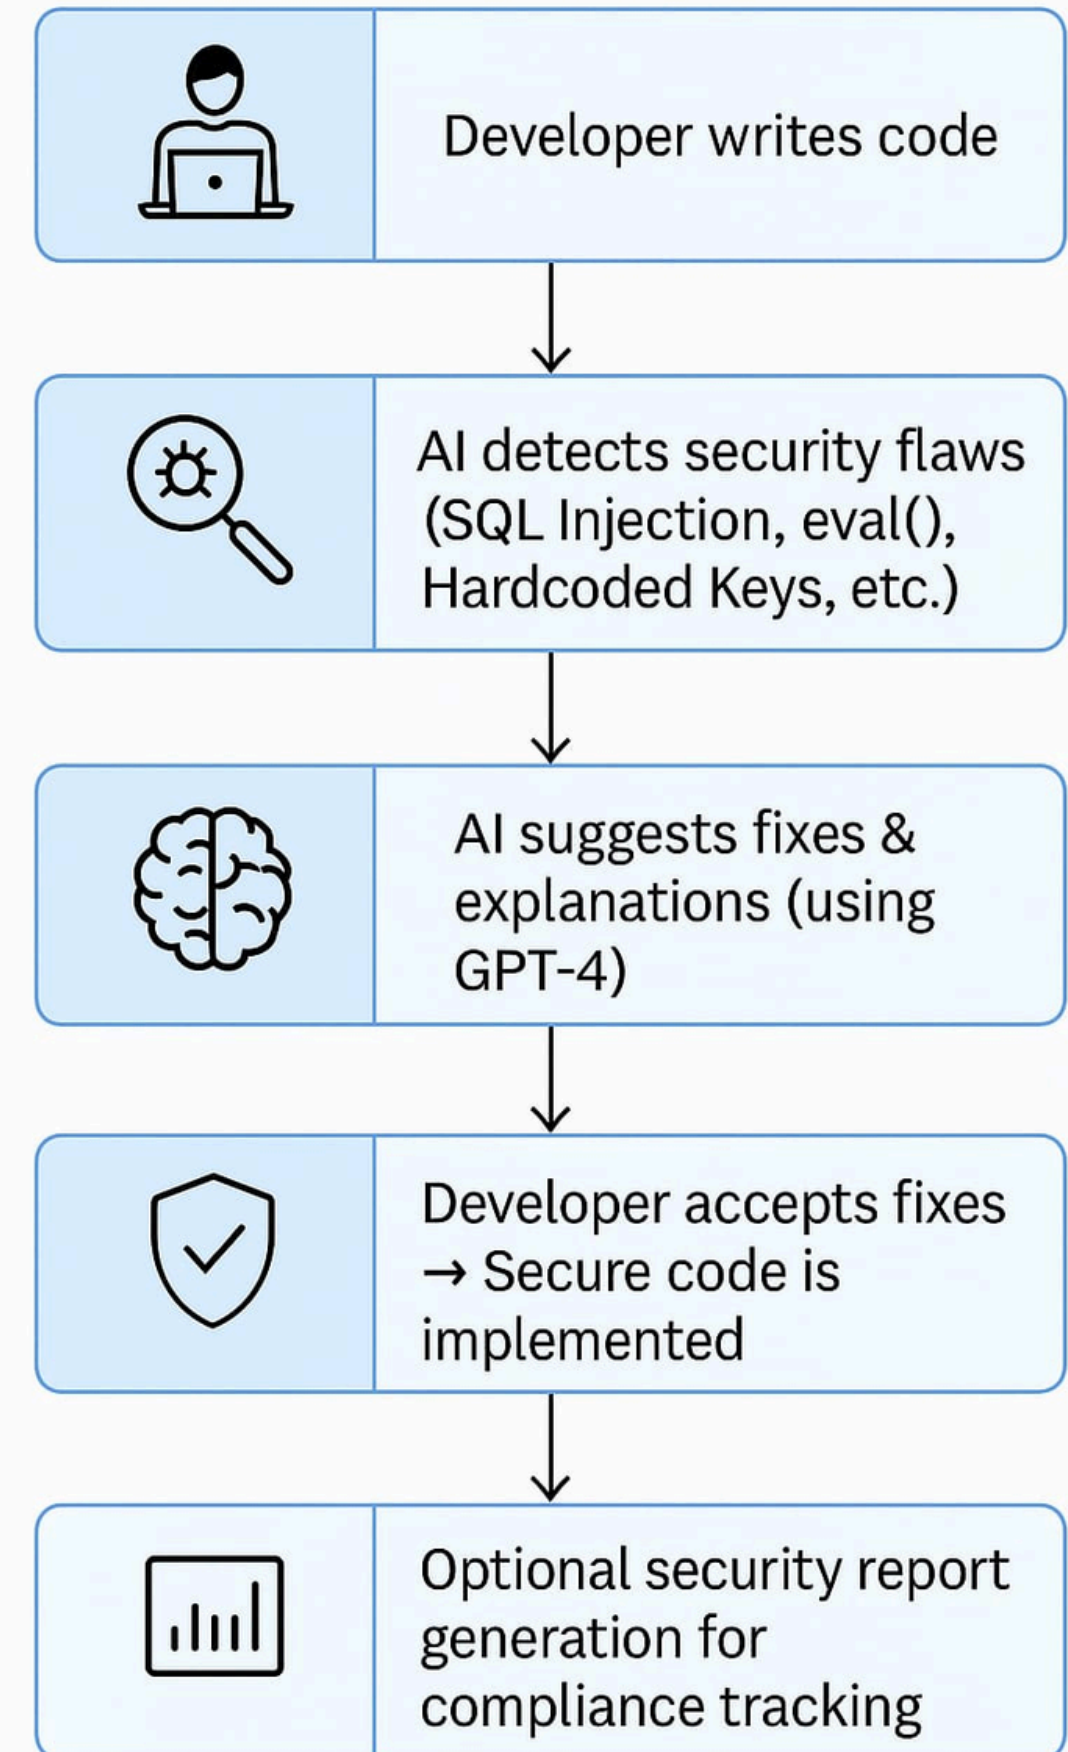 Developer writes code
AI detects security flaws
(SQL Injection, eval(),
Hardcoded Keys, etc.)
AI suggests fixes &
explanations (using
GPT-4)
Developer accepts fixes
→ Secure code is
implemented
Optional security report
generation for
compliance tracking